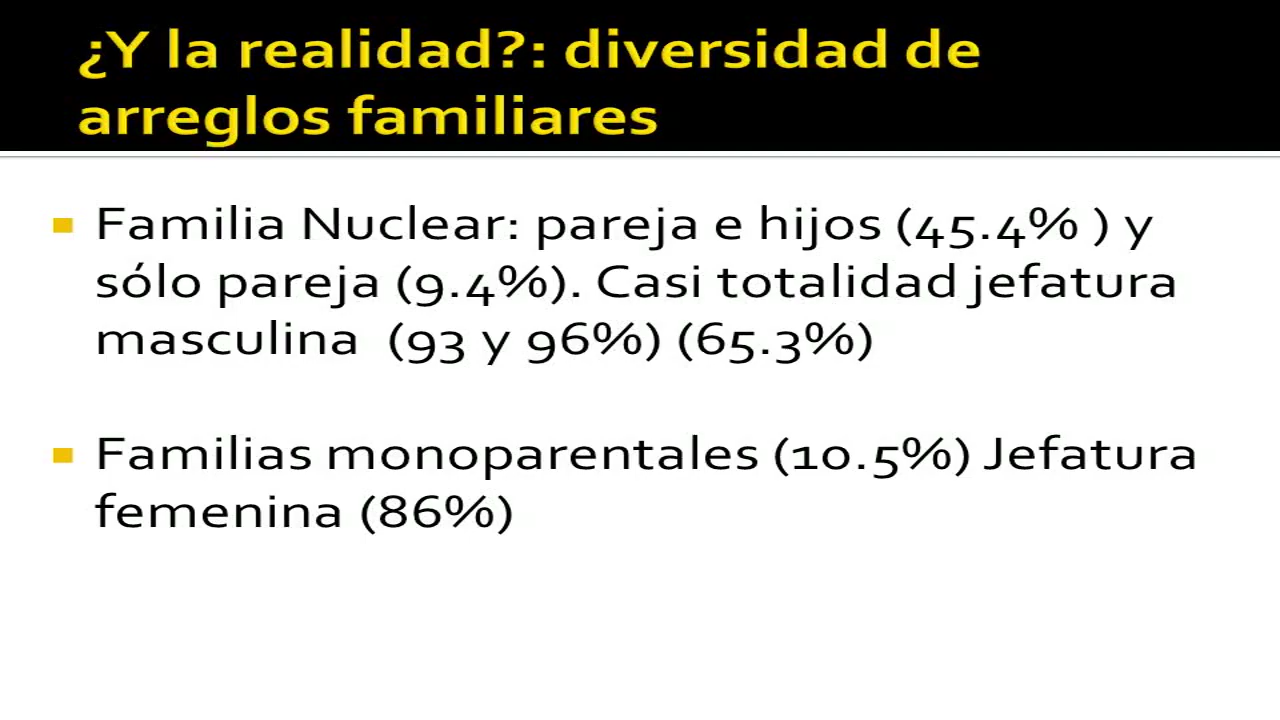 ¿Y la realidad?: diversidad de
arreglos familiares
Familia Nuclear: pareja e hijos (45.4% ) y
sólo pareja (9.4%). Casi totalidad jefatura
masculina (93 y 96%) (65.3%)
Familias monoparentales (10.5%) Jefatura
femenina (86%)